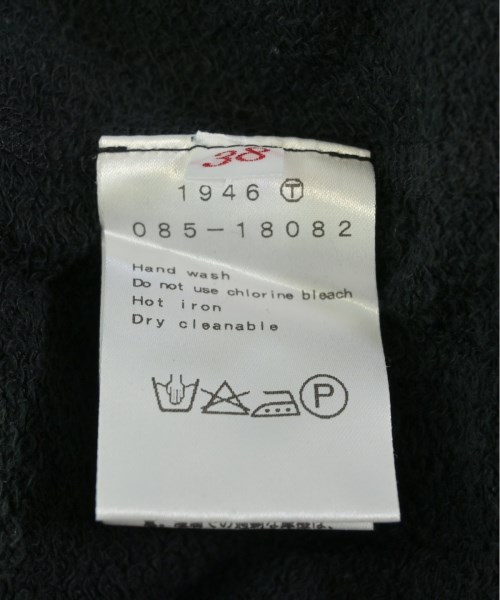 38
1946 Ⓣ
085-18082
Hand wash
Do not use chlorine bleach
Hot iron
Dry cleanable
P